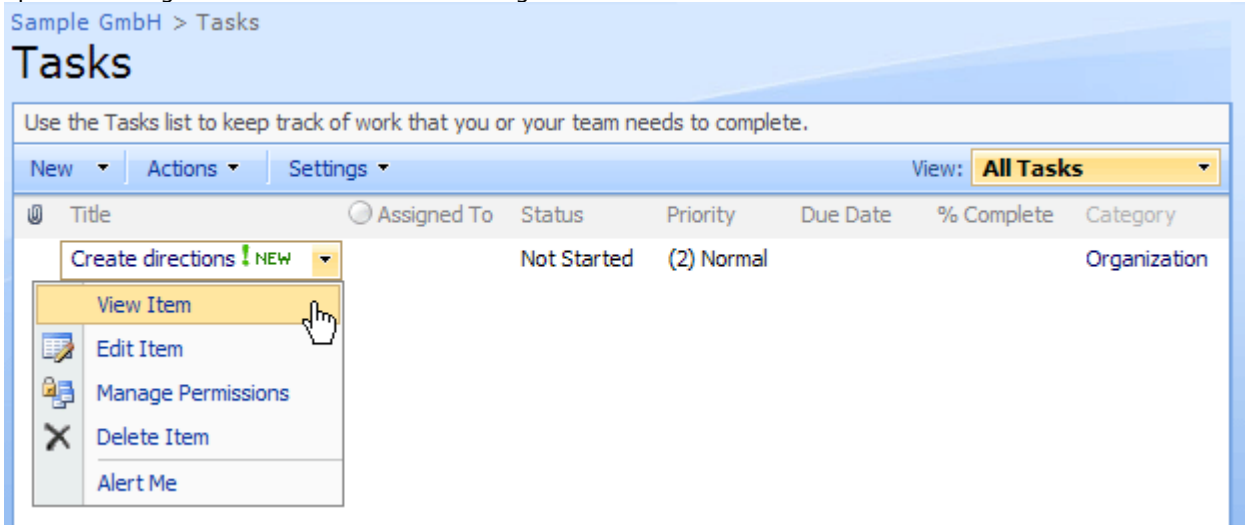 Sample GmbH > Tasks
Tasks
Use the Tasks list to keep track of work that you or your team needs to complete.
New Actions Settings View: All Tasks
Title Assigned To Status Priority Due Date % Complete Category
Create directions ! NEW Not Started (2) Normal Organization
View Item
Edit Item
Manage Permissions
Delete Item
Alert Me